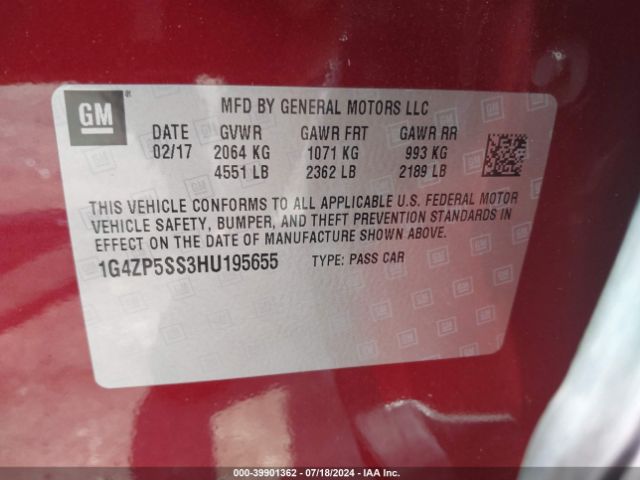 GM
MFD BY GENERAL MOTORS LLC
DATE GVWR GAWR FRT GAWR RR
02/17 2064 KG 1071 KG 993 KG
4551 LB 2362 LB 2189 LB
THIS VEHICLE CONFORMS TO ALL APPLICABLE U.S. FEDERAL MOTOR
VEHICLE SAFETY, BUMPER, AND THEFT PREVENTION STANDARDS IN
EFFECT ON THE DATE OF MANUFACTURE SHOWN ABOVE.
1G4ZP5SS3HU195655 TYPE: PASS CAR
000-39901362 - 07/18/2024 - IAA Inc.